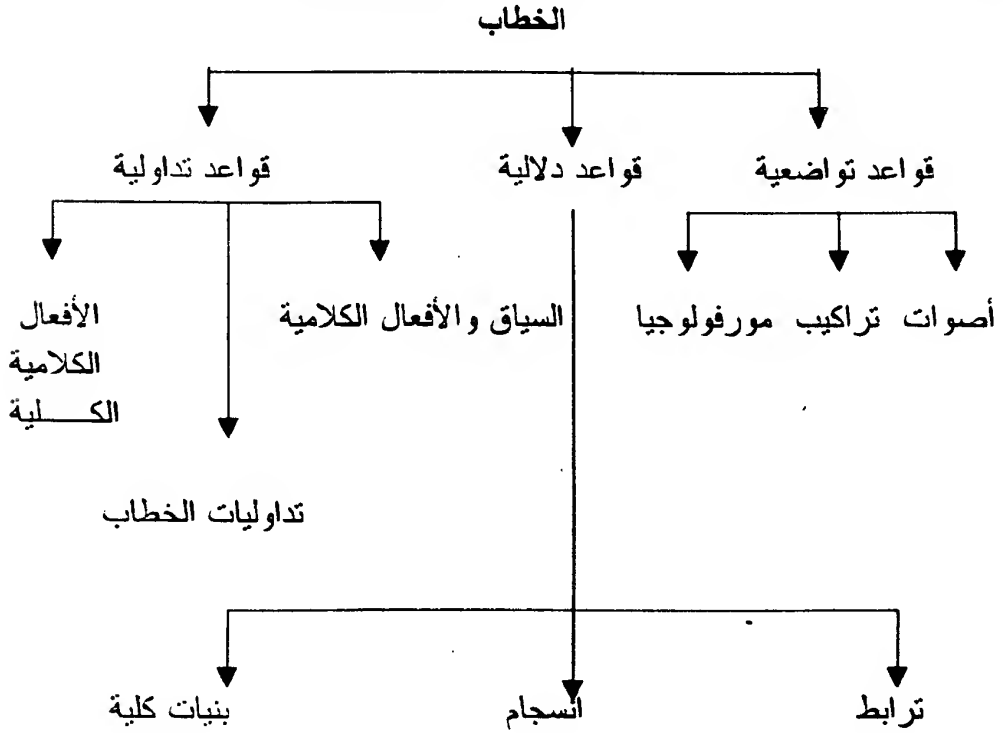 الخطاب
قواعد تواضعية
قواعد دلالية
قواعد تداولية
أصوات
تراكيب
مورفولوجيا
السياق والأفعال الكلامية
الأفعال
الكلامية
الكـــلية
تداوليات الخطاب
ترابط
انسجام
بنيات كلية